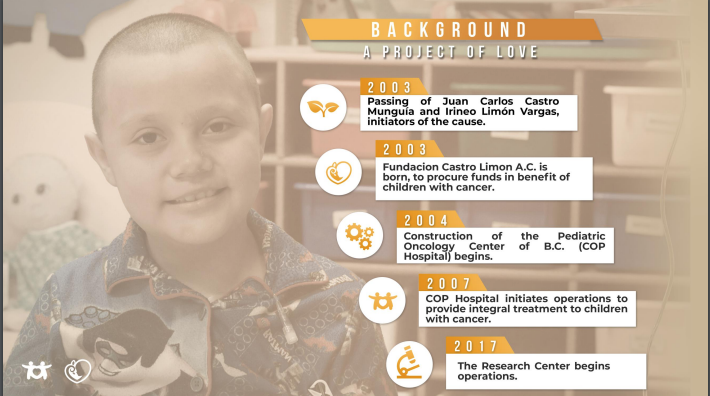 BACKGROUND
A PROJECT OF LOVE
2003
Passing of Juan Carlos Castro
Munguía and Irineo Limón Vargas,
initiators of the cause.
2003
Fundacion Castro Limon A.C. is
born, to procure funds in benefit of
children with cancer.
2004
Construction of the Pediatric
Oncology Center of B.C. (COP
Hospital) begins.
2007
COP Hospital initiates operations to
provide integral treatment to children
with cancer.
2017
The Research Center begins
operations.